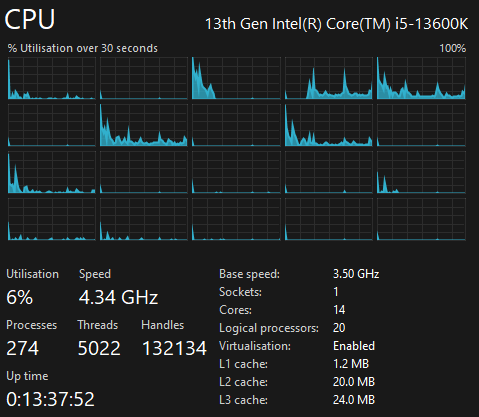 CPU 13th Gen Intel(R) Core(TM) i5-13600K
% Utilisation over 30 seconds 100%
Utilisation Speed
6% 4.34 GHz
Processes Threads Handles
274 5022 132134
Up time
0:13:37:52
Base speed: 3.50 GHz
Sockets: 1
Cores: 14
Logical processors: 20
Virtualisation: Enabled
L1 cache: 1.2 MB
L2 cache: 20.0 MB
L3 cache: 24.0 MB